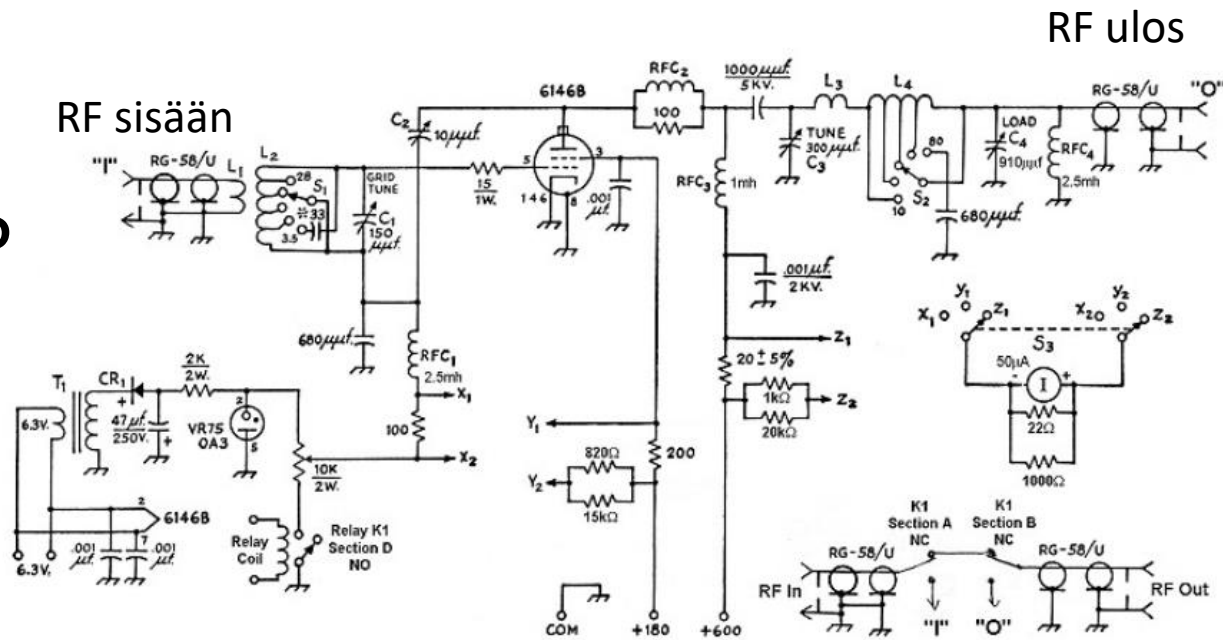 RF ulos
RF sisään
"I"
RG-58/U
L1
L2
28
S1
33
3.5
GRID
TUNE
C1
150
μμf.
C2
10μμf.
15
1W.
6146B
5
3
1 4 6
8
.001
μf.
RFC2
100
1000μμf.
5KV.
L3
L4
TUNE
300μμf.
C3
80
S2
10
680μμf.
LOAD
C4
910μμf
RFC4
2.5mh
RG-58/U
"O"
RFC3
1mh
.001μf.
2KV.
680μμf.
RFC1
2.5mh
X1
100
X2
T1
6.3V.
CR1
+
47μf.
250V.
+
2K
2W.
2
VR75
OA3
5
10K
2W.
2
6146B
7
.001
μf.
.001
μf.
6.3V.
Relay
Coil
Relay K1
Section D
NO
Y1
Y2
820Ω
15kΩ
200
Z1
20 ± 5%
1kΩ
20kΩ
Z2
COM
+180
+600
X1
Y1
Z1
X2
Y2
Z2
S3
50μA
-
I
+
22Ω
1000Ω
K1
Section A
NC
K1
Section B
NC
RG-58/U
RG-58/U
RF In
RF Out
"I"
"O"